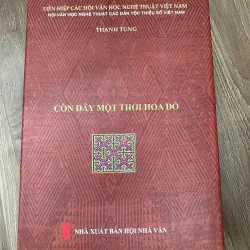 LIÊN HIỆP CÁC HỘI VĂN HỌC NGHỆ THUẬT VIỆT NAM
HỘI VĂN HỌC NGHỆ THUẬT CÁC DÂN TỘC THIỂU SỐ VIỆT NAM
THANH TÙNG
CÒN ĐÂY MỘT THỜI HOA ĐỎ
NHÀ XUẤT BẢN HỘI NHÀ VĂN